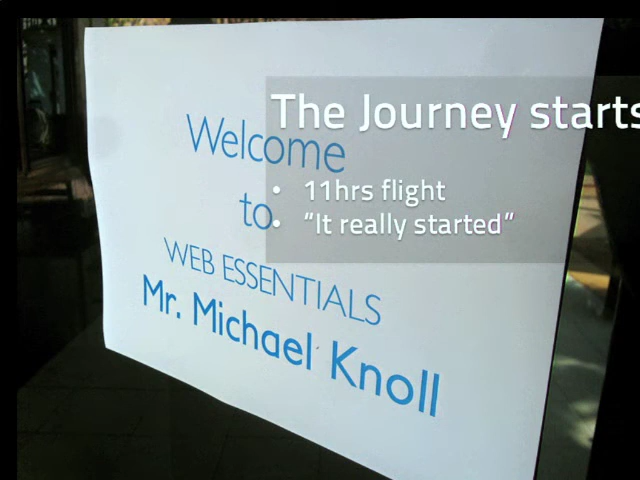 The Journey starts
• 11hrs flight
• “It really started”
Welcome
to
WEB ESSENTIALS
Mr. Michael Knoll